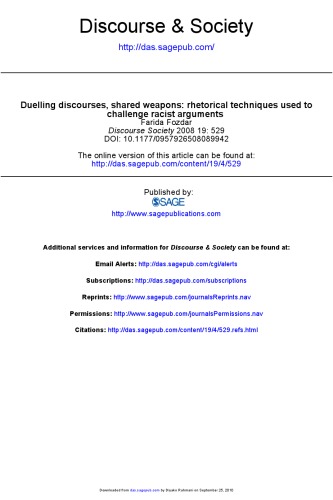 Discourse & Society
http://das.sagepub.com/
Duelling discourses, shared weapons: rhetorical techniques used to
challenge racist arguments
Farida Fozdar
Discourse Society 2008 19: 529
DOI: 10.1177/0957926508089942
The online version of this article can be found at:
http://das.sagepub.com/content/19/4/529
Published by:
SAGE
http://www.sagepublications.com
Additional services and information for Discourse & Society can be found at:
Email Alerts: http://das.sagepub.com/cgi/alerts
Subscriptions: http://das.sagepub.com/subscriptions
Reprints: http://www.sagepub.com/journalsReprints.nav
Permissions: http://www.sagepub.com/journalsPermissions.nav
Citations: http://das.sagepub.com/content/19/4/529.refs.html
Downloaded from das.sagepub.com by on September 25, 2010